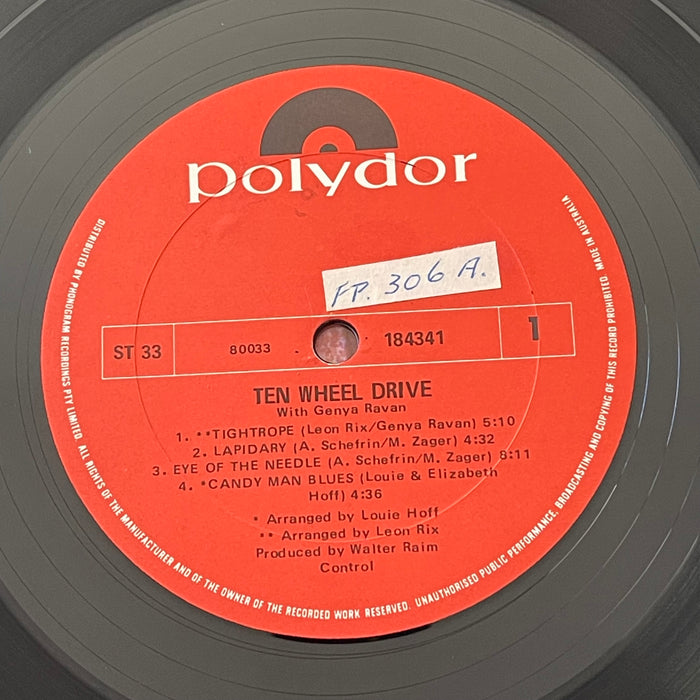 polydor
FP. 306 A.
ST 33 80033 . 184341 1
TEN WHEEL DRIVE
With Genya Ravan
1. **TIGHTROPE (Leon Rix/Genya Ravan) 5:10
2. LAPIDARY (A. Schefrin/M. Zager) 4:32
3. EYE OF THE NEEDLE (A. Schefrin/M. Zager) 8:11
4. *CANDY MAN BLUES (Louie & Elizabeth
Hoff) 4:36
* Arranged by Louie Hoff
** Arranged by Leon Rix
Produced by Walter Raim
Control
DISTRIBUTED BY PHONOGRAM RECORDINGS PTY LIMITED. ALL RIGHTS OF THE MANUFACTURER AND OF THE OWNER OF THE RECORDED WORK RESERVED. UNAUTHORISED PUBLIC PERFORMANCE, BROADCASTING AND COPYING OF THIS RECORD PROHIBITED. MADE IN AUSTRALIA